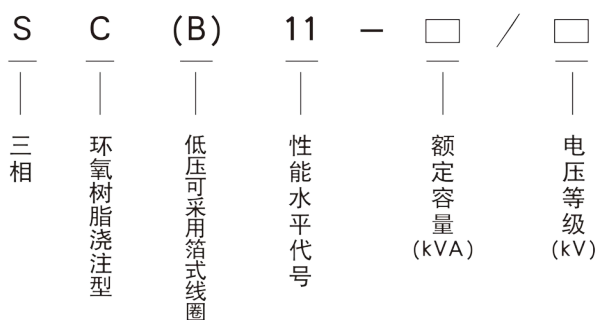 S C (B) 11 - □ / □
三相
环氧树脂浇注型
低压可采用箔式线圈
性能水平代号
额定容量(kVA)
电压等级(kV)